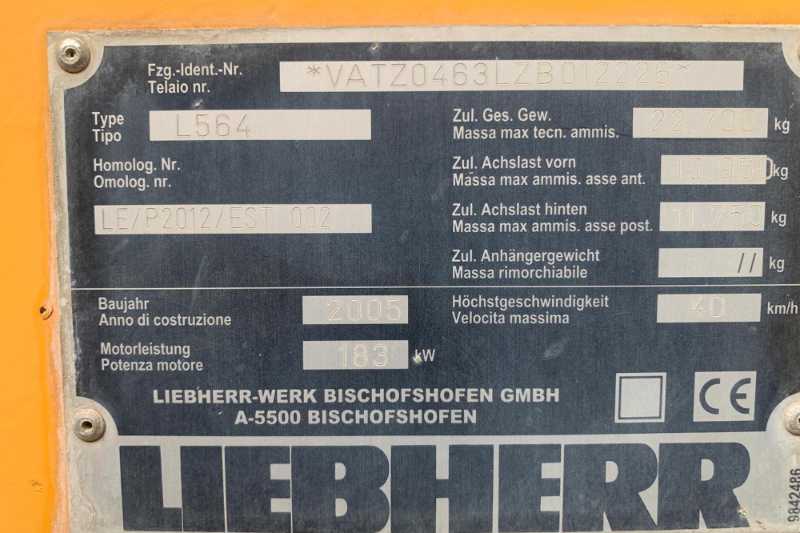 Fzg.-Ident.-Nr.
Telaio nr.
*VATZ0463LZB012226*
Type
Tipo
L564
Homolog. Nr.
Omolog. nr.
LE/P2012/EST 002
Zul. Ges. Gew.
Massa max tecn. ammis.
kg
Zul. Achslast vorn
Massa max ammis. asse ant.
kg
Zul. Achslast hinten
Massa max ammis. asse post.
kg
Zul. Anhängergewicht
Massa rimorchiabile
// kg
Baujahr
Anno di costruzione
2005
Höchstgeschwindigkeit
Velocita massima
40 km/h
Motorleistung
Potenza motore
183 kW
LIEBHERR-WERK BISCHOFSHOFEN GMBH
A-5500 BISCHOFSHOFEN
CE
LIEBHERR
9842486